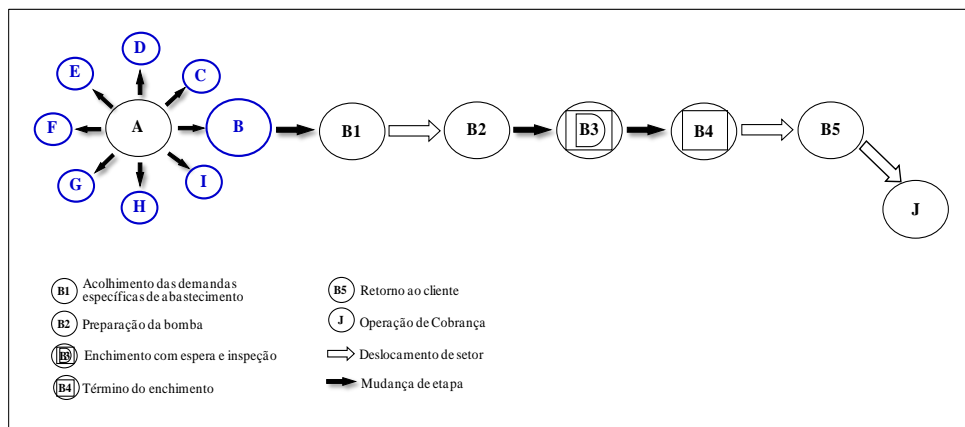 D
E
C
F
A
B
B1
B2
B3
B4
B5
G
I
H
J
B1 Acolhimento das demandas
específicas de abastecimento
B2 Preparação da bomba
B3 Enchimento com espera e inspeção
B4 Término do enchimento
B5 Retorno ao cliente
J Operação de Cobrança
Deslocamento de setor
Mudança de etapa